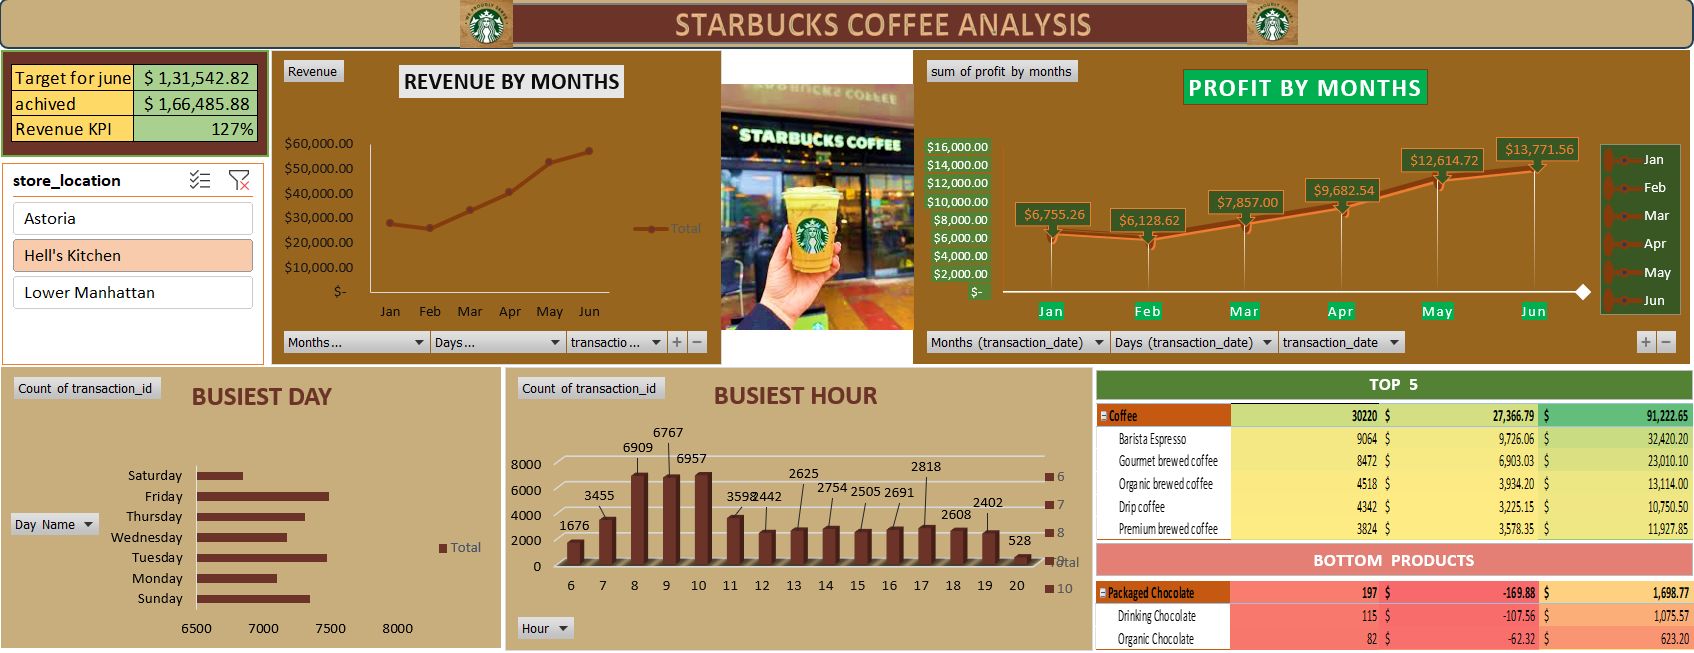 STARBUCKS COFFEE ANALYSIS
Target for june $ 1,31,542.82
achived $ 1,66,485.88
Revenue KPI 127%
store_location
Astoria
Hell's Kitchen
Lower Manhattan
Revenue
REVENUE BY MONTHS
$60,000.00
$50,000.00
$40,000.00
$30,000.00
$20,000.00
$10,000.00
$-
Jan Feb Mar Apr May Jun
Total
Months... Days... transactio... + −
STARBUCKS COFFEE
sum of profit by months
PROFIT BY MONTHS
$16,000.00
$14,000.00
$12,000.00
$10,000.00
$8,000.00
$6,000.00
$4,000.00
$2,000.00
$-
$6,755.26 $6,128.62 $7,857.00 $9,682.54 $12,614.72 $13,771.56
Jan Feb Mar Apr May Jun
Jan
Feb
Mar
Apr
May
Jun
Months (transaction_date) Days (transaction_date) transaction_date + −
Count of transaction_id
BUSIEST DAY
Day Name
Saturday
Friday
Thursday
Wednesday
Tuesday
Monday
Sunday
6500 7000 7500 8000
Total
Count of transaction_id
BUSIEST HOUR
8000
6000
4000
2000
0
1676 3455 6909 6767 6957 3598 2442 2625 2754 2505 2691 2818 2608 2402 528
6 7 8 9 10 11 12 13 14 15 16 17 18 19 20
Total
6
7
8
9
10
Hour
TOP 5
Coffee 30220 $ 27,366.79 $ 91,222.65
Barista Espresso 9064 $ 9,726.06 $ 32,420.20
Gourmet brewed coffee 8472 $ 6,903.03 $ 23,010.10
Organic brewed coffee 4518 $ 3,934.20 $ 13,114.00
Drip coffee 4342 $ 3,225.15 $ 10,750.50
Premium brewed coffee 3824 $ 3,578.35 $ 11,927.85
BOTTOM PRODUCTS
Packaged Chocolate 197 $ -169.88 $ 1,698.77
Drinking Chocolate 115 $ -107.56 $ 1,075.57
Organic Chocolate 82 $ -62.32 $ 623.20